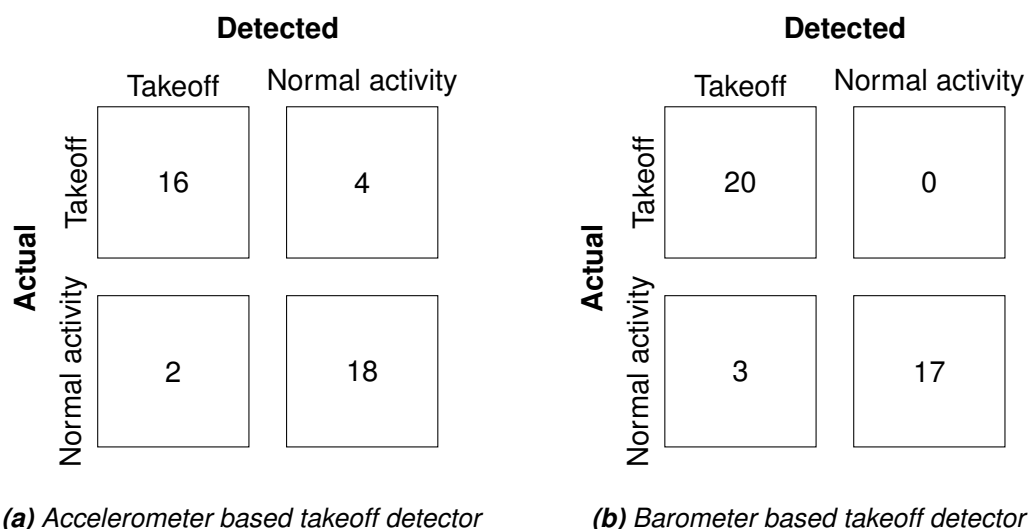 Detected
Takeoff Normal activity
Actual
Takeoff
16 4
Normal activity
2 18
(a) Accelerometer based takeoff detector
Detected
Takeoff Normal activity
Actual
Takeoff
20 0
Normal activity
3 17
(b) Barometer based takeoff detector